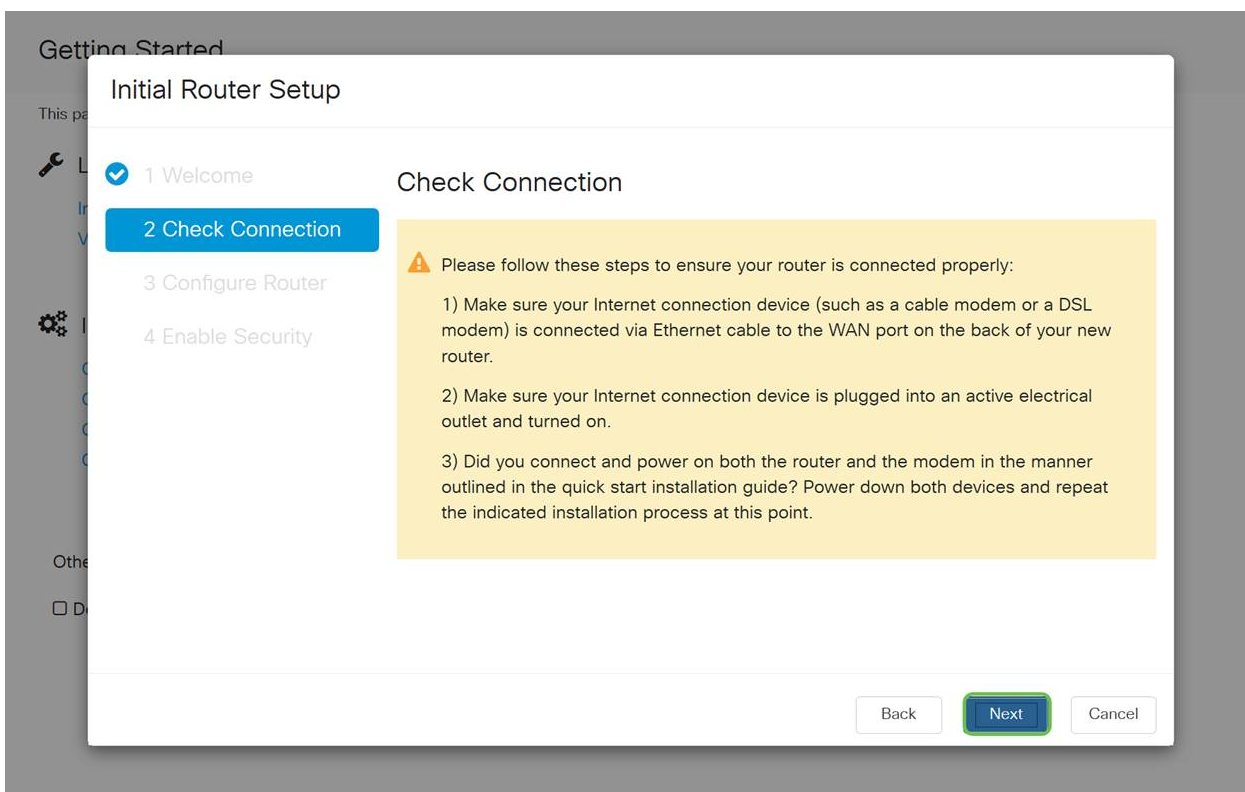 Getting Started
Initial Router Setup
This pa
1 Welcome
2 Check Connection
3 Configure Router
4 Enable Security
Check Connection
Please follow these steps to ensure your router is connected properly:
1) Make sure your Internet connection device (such as a cable modem or a DSL
modem) is connected via Ethernet cable to the WAN port on the back of your new
router.
2) Make sure your Internet connection device is plugged into an active electrical
outlet and turned on.
3) Did you connect and power on both the router and the modem in the manner
outlined in the quick start installation guide? Power down both devices and repeat
the indicated installation process at this point.
Othe
Back
Next
Cancel